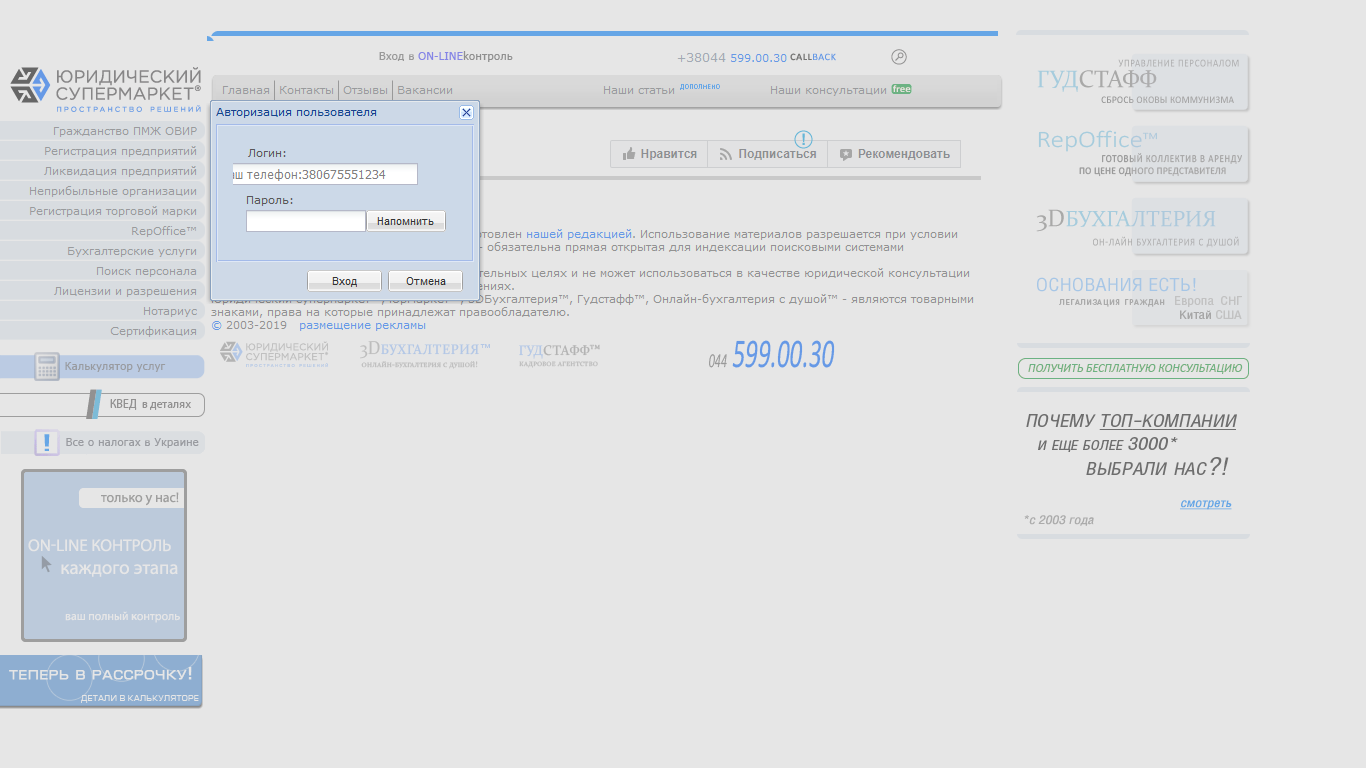 Вход в ON-LINEконтроль
+38044 599.00.30 CALLBACK
ЮРИДИЧЕСКИЙ
СУПЕРМАРКЕТ®
ПРОСТРАНСТВО РЕШЕНИЙ
Главная
Контакты
Отзывы
Вакансии
Наши статьи ДОПОЛНЕНО
Наши консультации free
Гражданство ПМЖ ОВИР
Регистрация предприятий
Ликвидация предприятий
Неприбыльные организации
Регистрация торговой марки
RepOffice™
Бухгалтерские услуги
Поиск персонала
Лицензии и разрешения
Нотариус
Сертификация
Калькулятор услуг
КВЕД в деталях
Все о налогах в Украине
только у нас!
ON-LINE КОНТРОЛЬ
каждого этапа
ваш полный контроль
ТЕПЕРЬ В РАССРОЧКУ!
ДЕТАЛИ В КАЛЬКУЛЯТОРЕ
Авторизация пользователя
Логин:
аш телефон:380675551234
Пароль:
Напомнить
Вход
Отмена
Нравится
Подписаться
Рекомендовать
отовлен нашей редакцией. Использование материалов разрешается при условии
- обязательна прямая открытая для индексации поисковыми системами
тельных целях и не может использоваться в качестве юридической консультации
ениях.
3DБухгалтерия™, Гудстафф™, Онлайн-бухгалтерия с душой™ - являются товарными
знаками, права на которые принадлежат правообладателю.
© 2003-2019 размещение рекламы
ЮРИДИЧЕСКИЙ
СУПЕРМАРКЕТ®
ПРОСТРАНСТВО РЕШЕНИЙ
3DБУХГАЛТЕРИЯ™
ОНЛАЙН-БУХГАЛТЕРИЯ С ДУШОЙ!
ГУДСТАФФ™
КАДРОВОЕ АГЕНТСТВО
044 599.00.30
УПРАВЛЕНИЕ ПЕРСОНАЛОМ
ГУДСТАФФ
СБРОСЬ ОКОВЫ КОММУНИЗМА
RepOffice™
ГОТОВЫЙ КОЛЛЕКТИВ В АРЕНДУ
ПО ЦЕНЕ ОДНОГО ПРЕДСТАВИТЕЛЯ
3DБУХГАЛТЕРИЯ
ОН-ЛАЙН БУХГАЛТЕРИЯ С ДУШОЙ
ОСНОВАНИЯ ЕСТЬ!
ЛЕГАЛИЗАЦИЯ ГРАЖДАН Европа СНГ
Китай США
ПОЛУЧИТЬ БЕСПЛАТНУЮ КОНСУЛЬТАЦИЮ
ПОЧЕМУ ТОП-КОМПАНИИ
И ЕЩЕ БОЛЕЕ 3000*
ВЫБРАЛИ НАС?!
смотреть
*с 2003 года